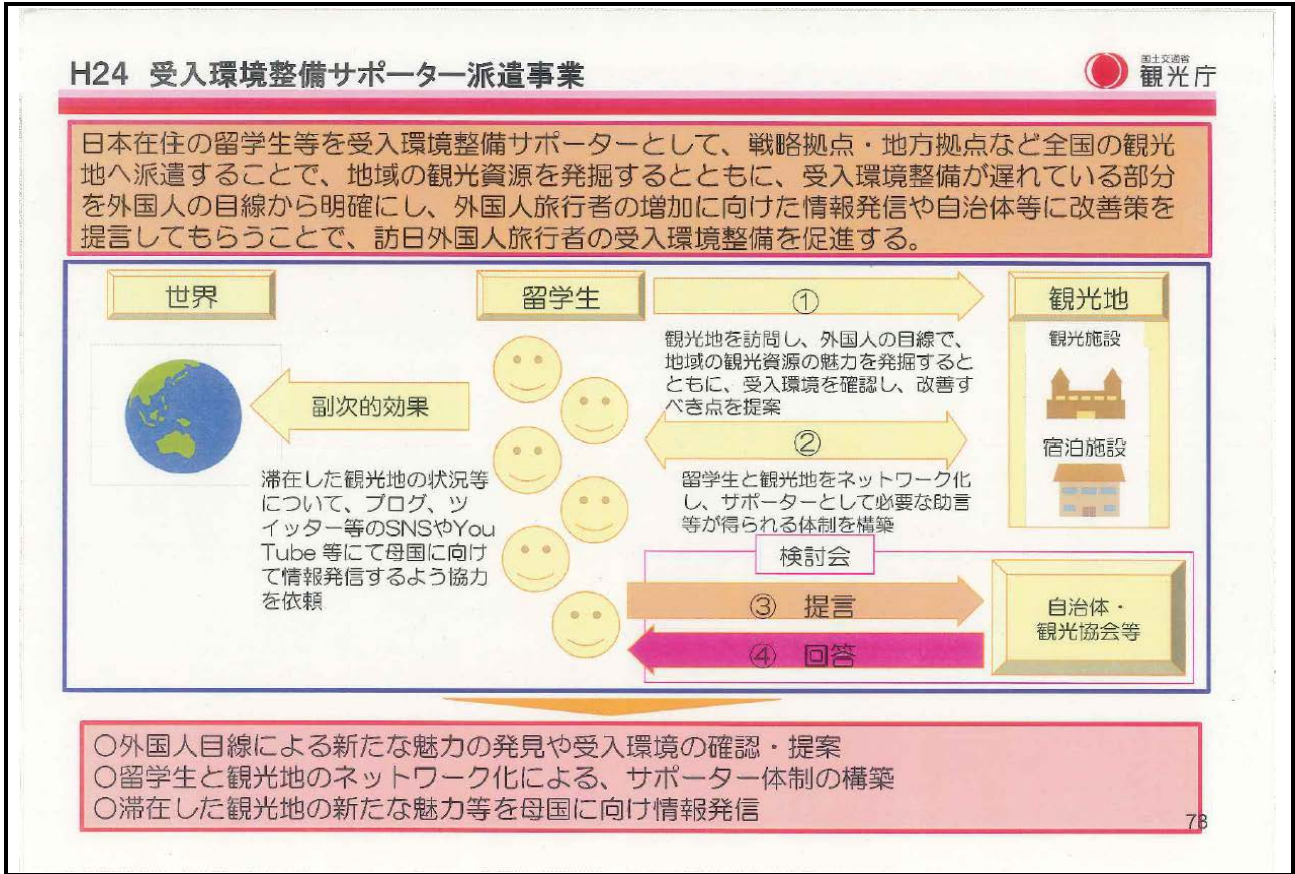 H24 受入環境整備サポーター派遣事業
国土交通省
観光庁
日本在住の留学生等を受入環境整備サポーターとして、戦略拠点・地方拠点など全国の観光
地へ派遣することで、地域の観光資源を発掘するとともに、受入環境整備が遅れている部分
を外国人の目線から明確にし、外国人旅行者の増加に向けた情報発信や自治体等に改善策を
提言してもらうことで、訪日外国人旅行者の受入環境整備を促進する。
世界
留学生
①
観光地
観光地を訪問し、外国人の目線で、
地域の観光資源の魅力を発掘すると
ともに、受入環境を確認し、改善す
べき点を提案
観光施設
副次的効果
②
宿泊施設
滞在した観光地の状況等
について、ブログ、ツ
イッター等のSNSやYou
Tube 等にて母国に向け
て情報発信するよう協力
を依頼
留学生と観光地をネットワーク化
し、サポーターとして必要な助言
等が得られる体制を構築
検討会
③ 提言
自治体・
観光協会等
④ 回答
○外国人目線による新たな魅力の発見や受入環境の確認・提案
○留学生と観光地のネットワーク化による、サポーター体制の構築
○滞在した観光地の新たな魅力等を母国に向け情報発信
78